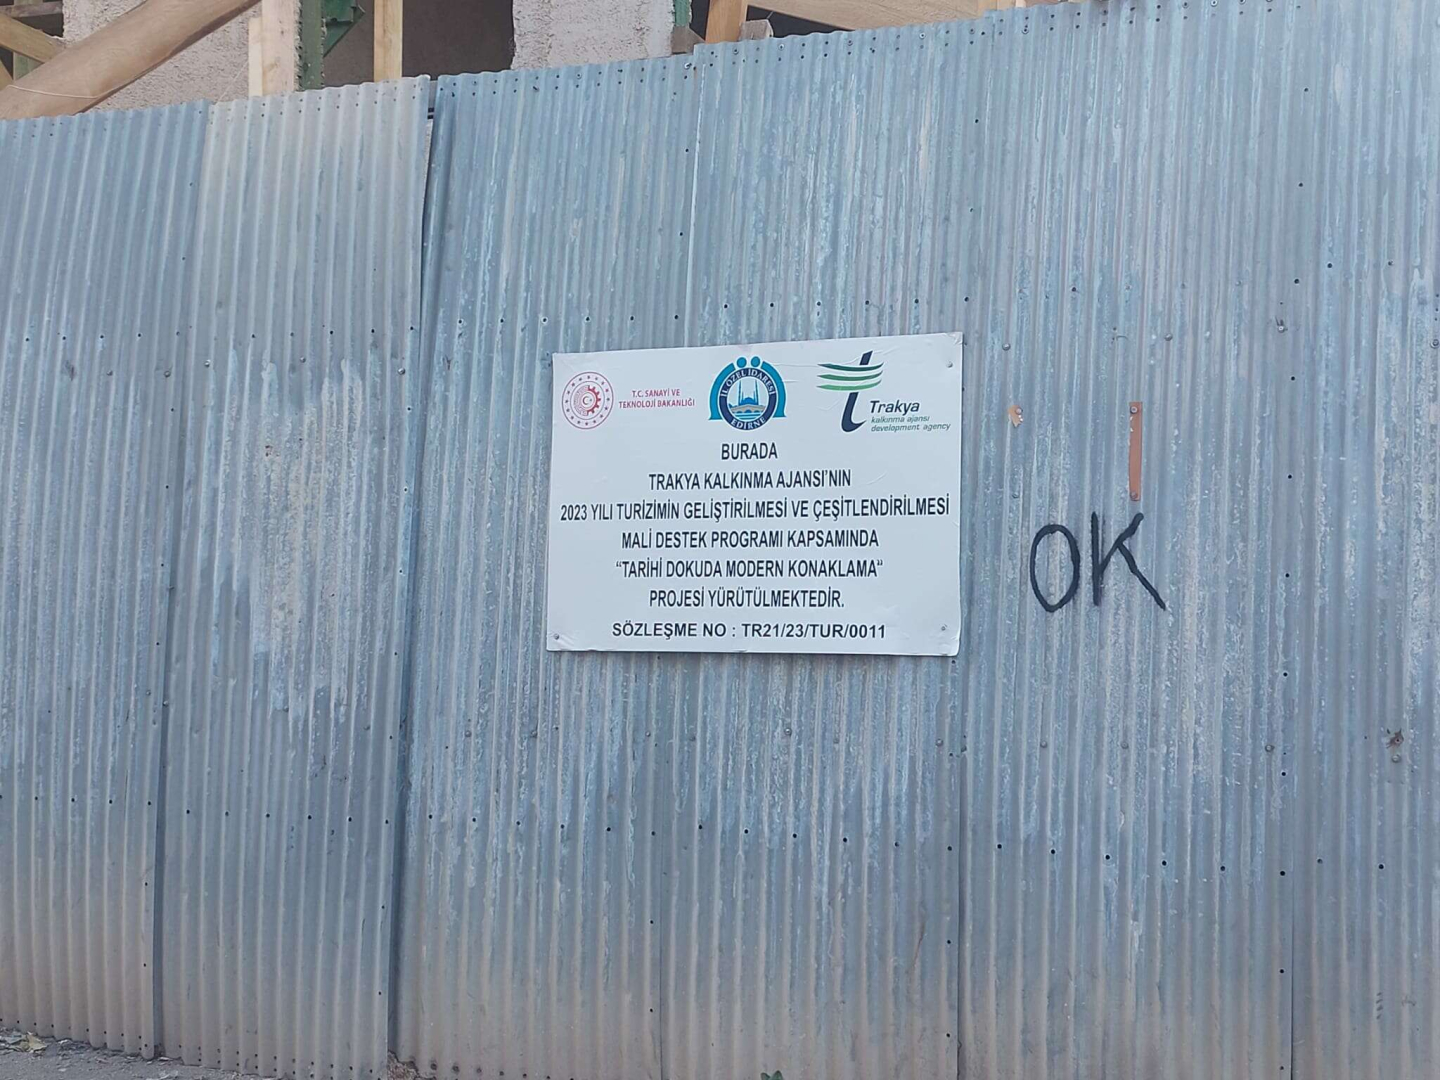 T.C. SANAYİ VE
TEKNOLOJİ BAKANLIĞI
İL ÖZEL İDARESİ
EDİRNE
Trakya
kalkınma ajansı
development agency
BURADA
TRAKYA KALKINMA AJANSI'NIN
2023 YILI TURİZİMİN GELİŞTİRİLMESİ VE ÇEŞİTLENDİRİLMESİ
MALİ DESTEK PROGRAMI KAPSAMINDA
"TARİHİ DOKUDA MODERN KONAKLAMA"
PROJESİ YÜRÜTÜLMEKTEDİR.
SÖZLEŞME NO : TR21/23/TUR/0011
OK